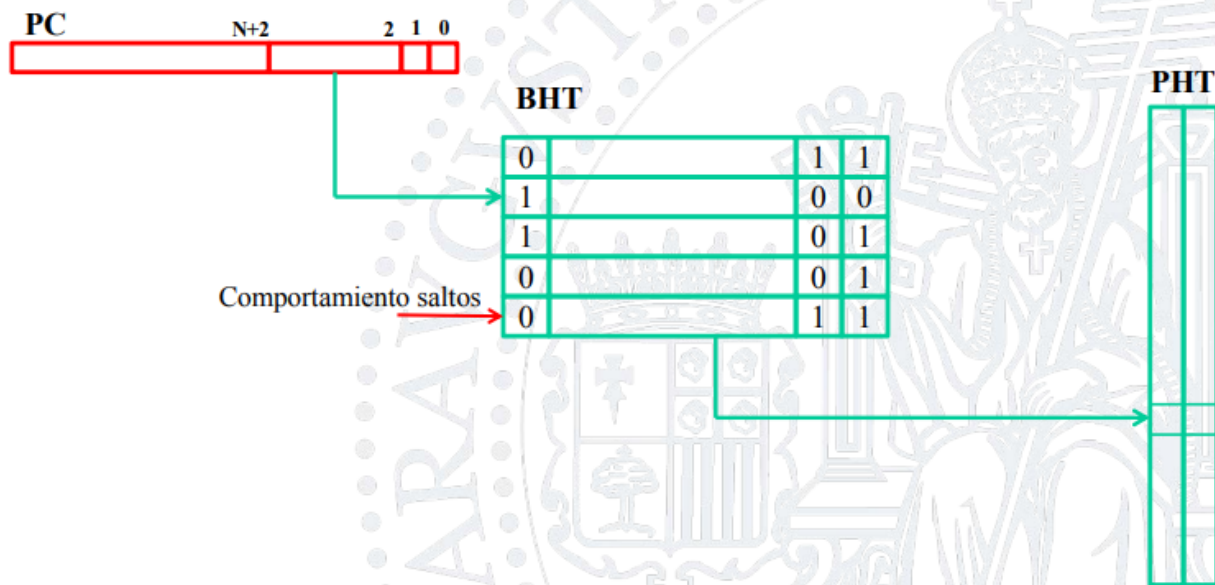 PC N+2 2 1 0
BHT
PHT
0 1 1
1 0 0
1 0 1
0 0 1
Comportamiento saltos
0 1 1
ARAVGVSTA